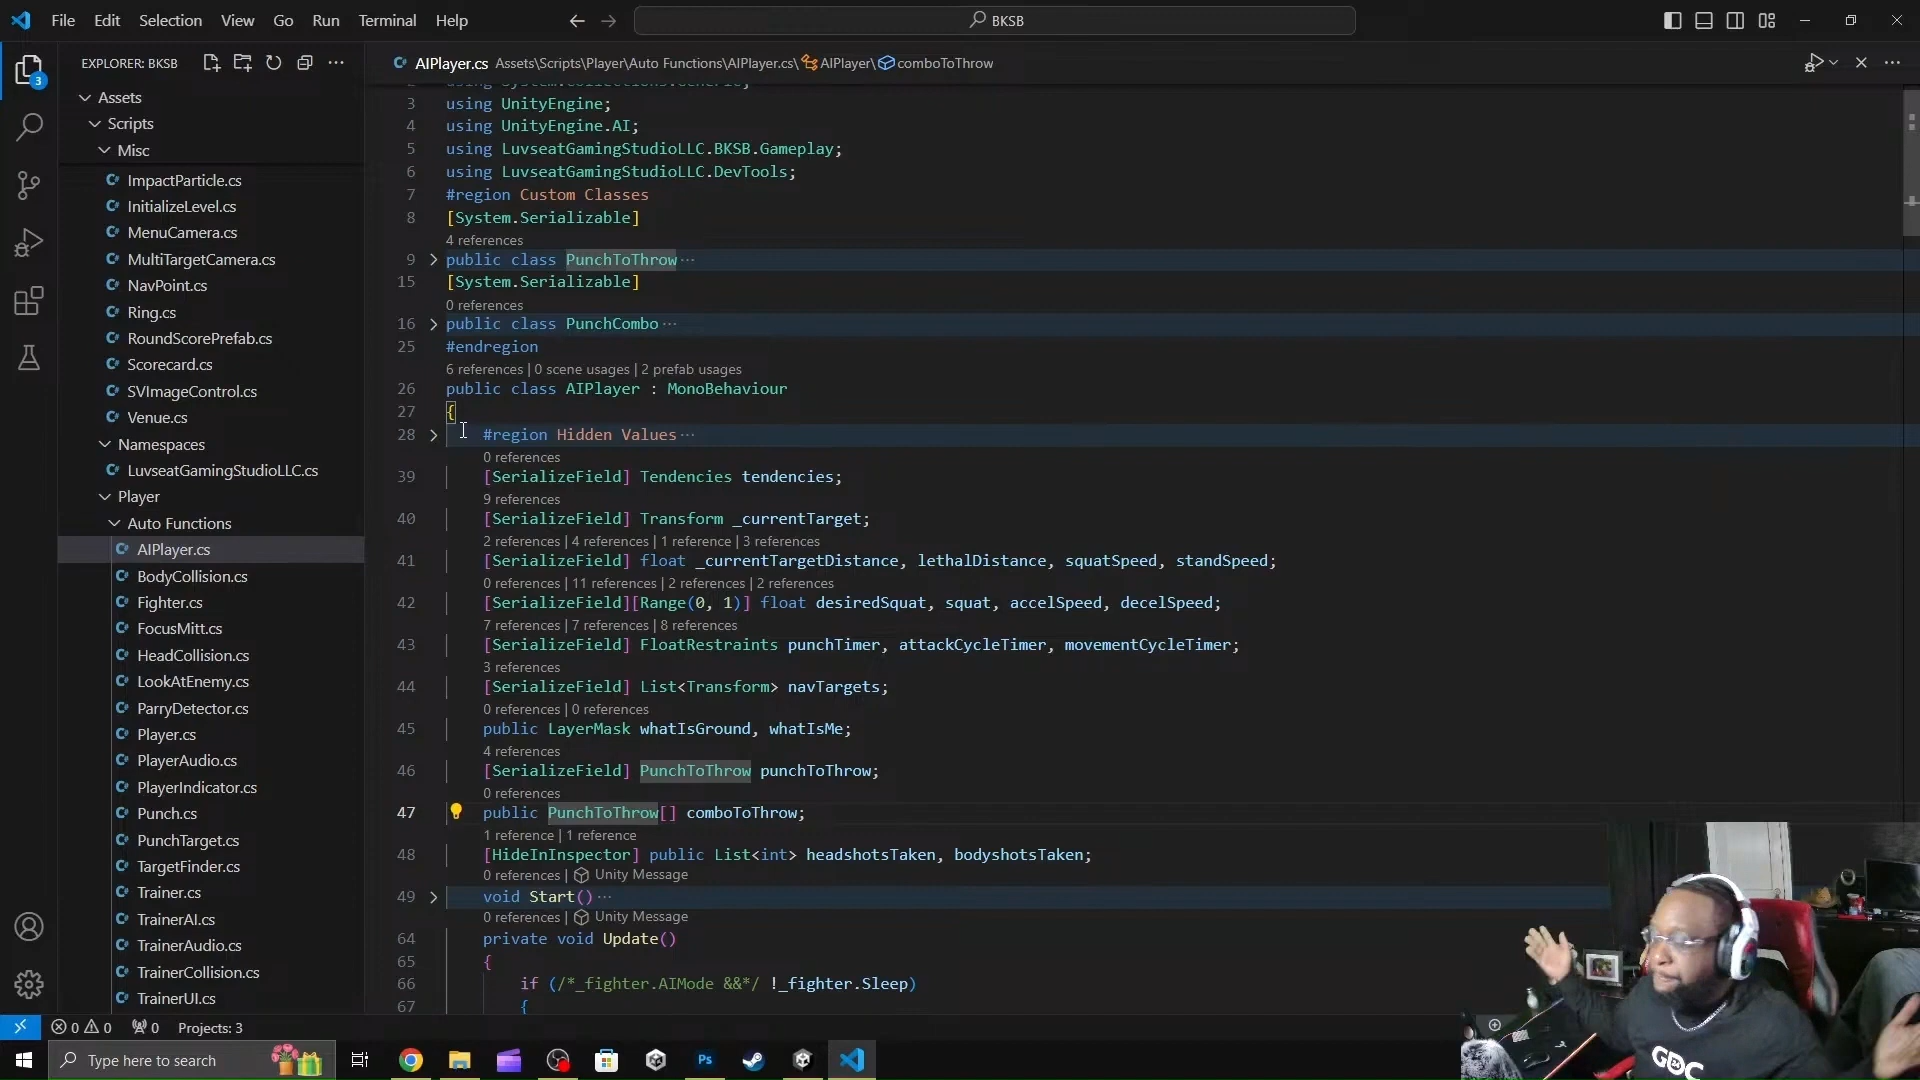 File Edit Selection View Go Run Terminal Help
BKSB
EXPLORER: BKSB
AIPlayer.cs Assets\Scripts\Player\Auto Functions\AIPlayer.cs\ AIPlayer\ comboToThrow
3
Assets
Scripts
Misc
ImpactParticle.cs
InitializeLevel.cs
MenuCamera.cs
MultiTargetCamera.cs
NavPoint.cs
Ring.cs
RoundScorePrefab.cs
Scorecard.cs
SVImageControl.cs
Venue.cs
Namespaces
LuvseatGamingStudioLLC.cs
Player
Auto Functions
AIPlayer.cs
BodyCollision.cs
Fighter.cs
FocusMitt.cs
HeadCollision.cs
LookAtEnemy.cs
ParryDetector.cs
Player.cs
PlayerAudio.cs
PlayerIndicator.cs
Punch.cs
PunchTarget.cs
TargetFinder.cs
Trainer.cs
TrainerAI.cs
TrainerAudio.cs
TrainerCollision.cs
TrainerUI.cs
2 using System.Collections.Generic;
3 using UnityEngine;
4 using UnityEngine.AI;
5 using LuvseatGamingStudioLLC.BKSB.Gameplay;
6 using LuvseatGamingStudioLLC.DevTools;
7 #region Custom Classes
8 [System.Serializable]
4 references
9 public class PunchToThrow ...
15 [System.Serializable]
0 references
16 public class PunchCombo ...
25 #endregion
6 references | 0 scene usages | 2 prefab usages
26 public class AIPlayer : MonoBehaviour
27 {
28 #region Hidden Values ...
0 references
39 [SerializeField] Tendencies tendencies;
9 references
40 [SerializeField] Transform _currentTarget;
2 references | 4 references | 1 reference | 3 references
41 [SerializeField] float _currentTargetDistance, lethalDistance, squatSpeed, standSpeed;
0 references | 11 references | 2 references | 2 references
42 [SerializeField][Range(0, 1)] float desiredSquat, squat, accelSpeed, decelSpeed;
7 references | 7 references | 8 references
43 [SerializeField] FloatRestraints punchTimer, attackCycleTimer, movementCycleTimer;
3 references
44 [SerializeField] List<Transform> navTargets;
0 references | 0 references
45 public LayerMask whatIsGround, whatIsMe;
4 references
46 [SerializeField] PunchToThrow punchToThrow;
0 references
47 public PunchToThrow[] comboToThrow;
1 reference | 1 reference
48 [HideInInspector] public List<int> headshotsTaken, bodyshotsTaken;
0 references | Unity Message
49 void Start() ...
0 references | Unity Message
64 private void Update()
65 {
66 if (/*_fighter.AIMode &&*/ !_fighter.Sleep)
67 {
0 0 0 Projects: 3
Type here to search
Ps
GDC